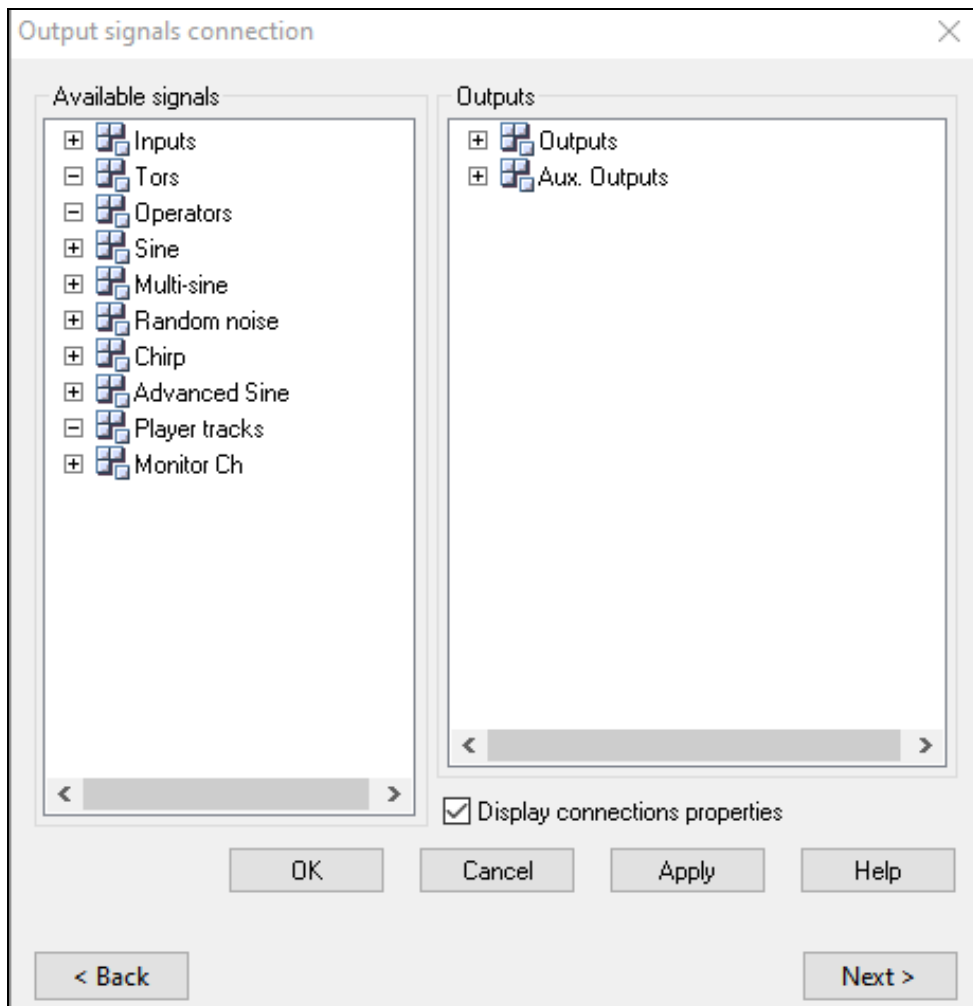 Output signals connection
Available signals
Inputs
Tors
Operators
Sine
Multi-sine
Random noise
Chirp
Advanced Sine
Player tracks
Monitor Ch
Outputs
Outputs
Aux. Outputs
Display connections properties
OK Cancel Apply Help
< Back Next >